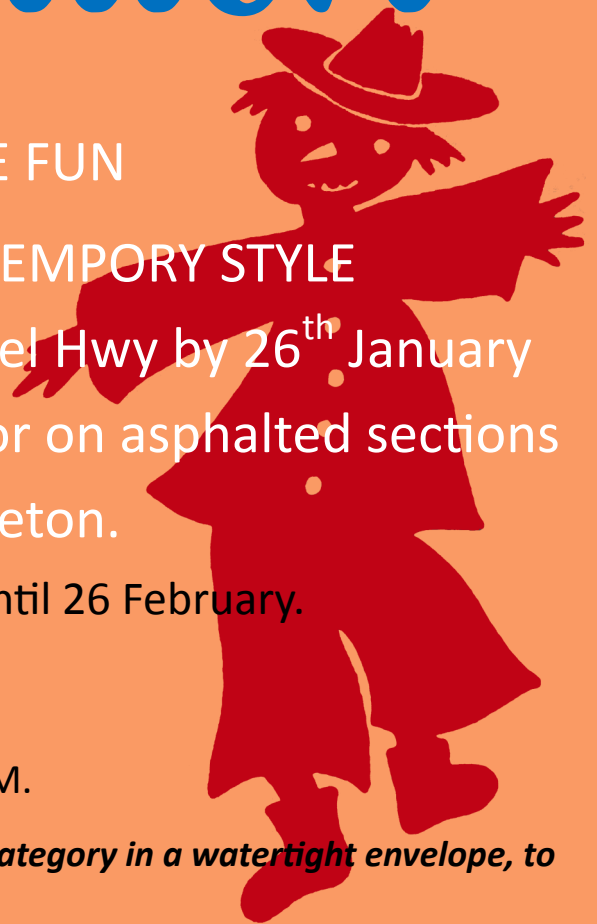 E FUN
EMPORY STYLE
el Hwy by 26th January
or on asphalted sections
eton.
ntil 26 February.
M.
ategory in a watertight envelope, to